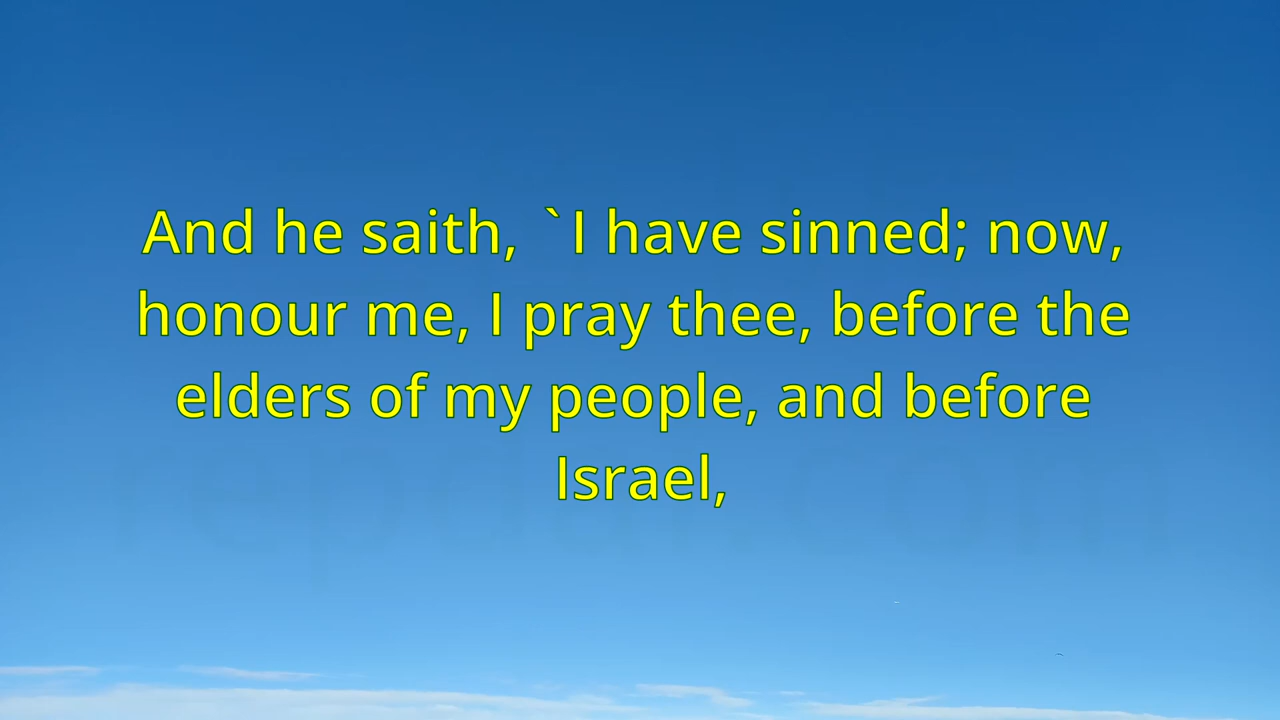 And he saith, `I have sinned; now,
honour me, I pray thee, before the
elders of my people, and before
Israel,